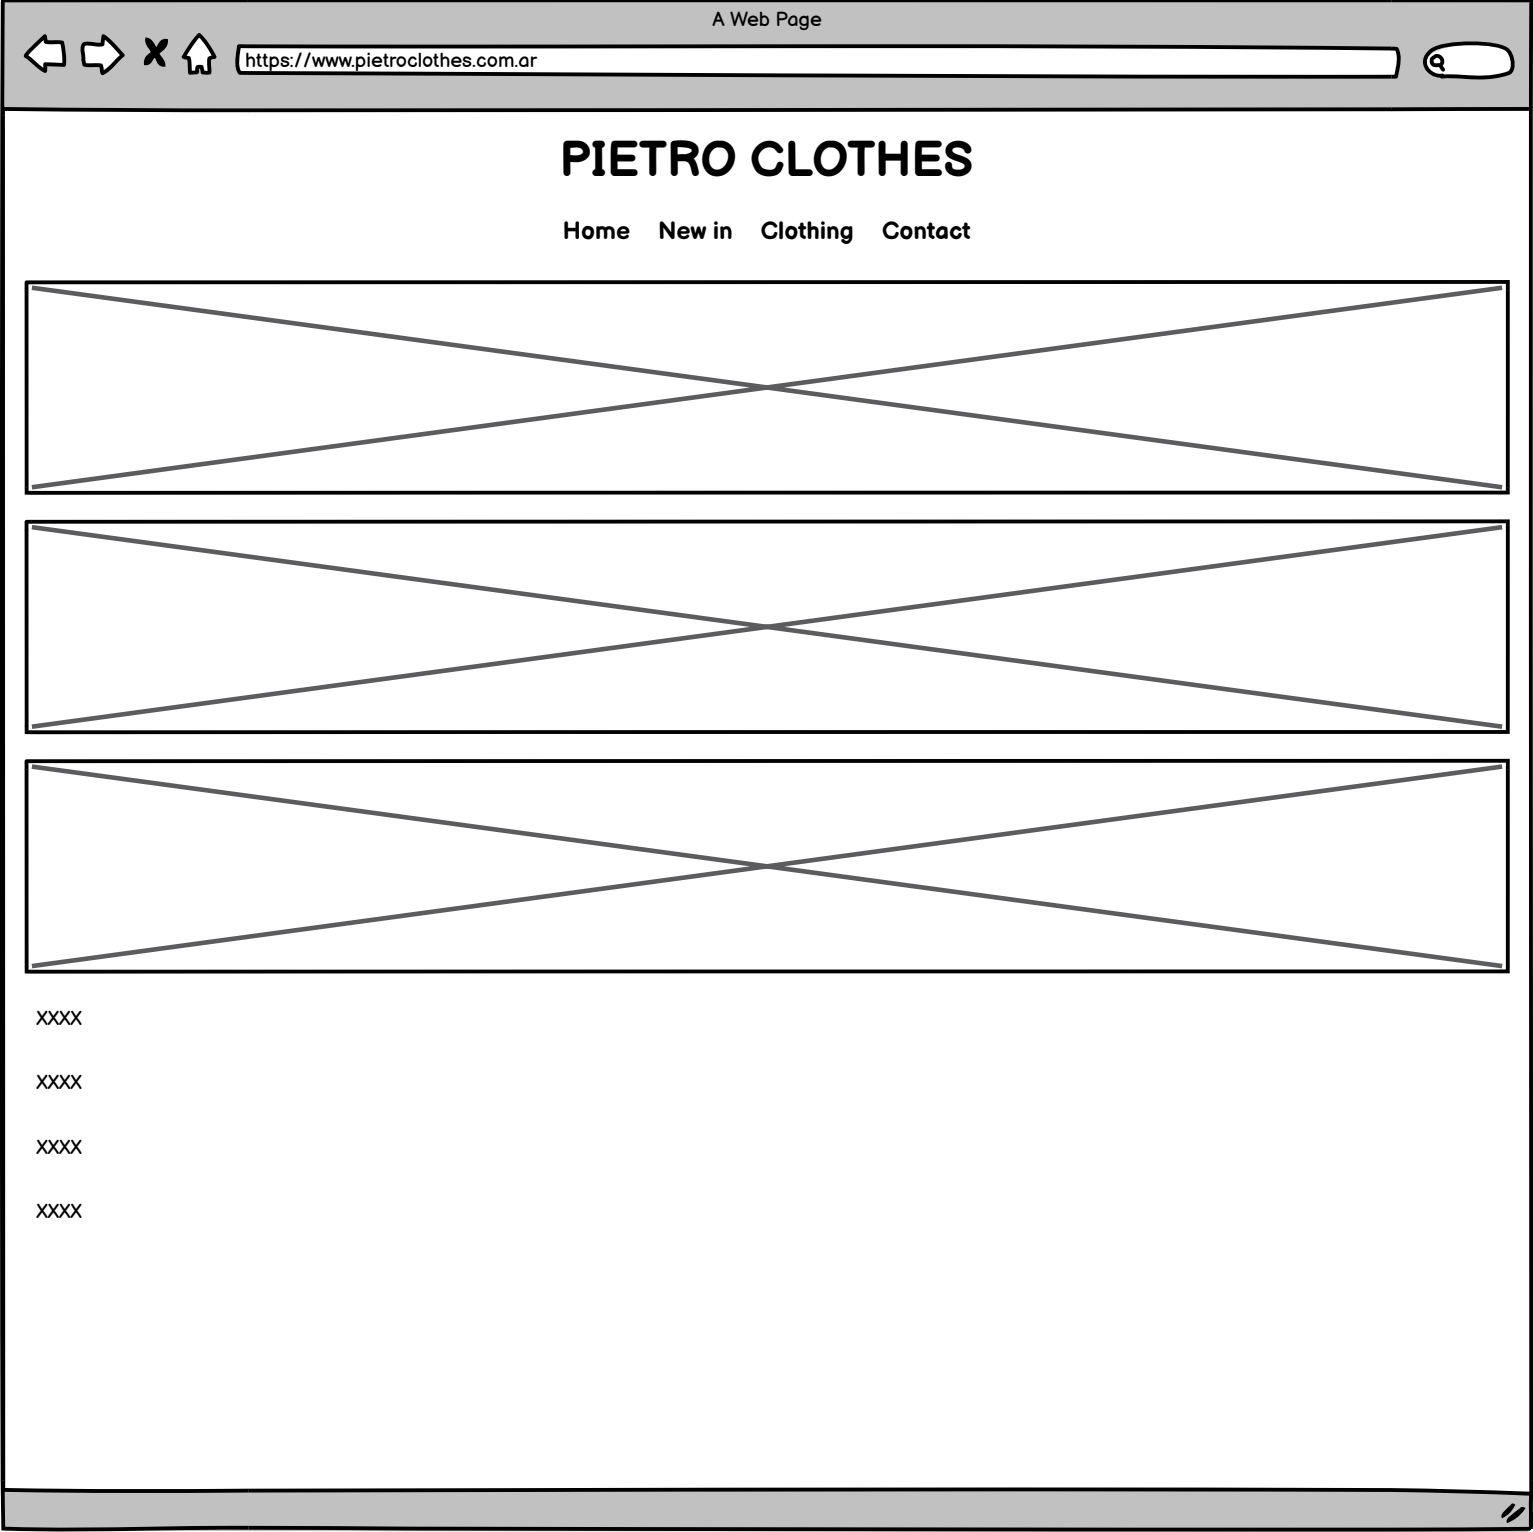 A Web Page
https://www.pietroclothes.com.ar
PIETRO CLOTHES
Home New in Clothing Contact
XXXX
XXXX
XXXX
XXXX